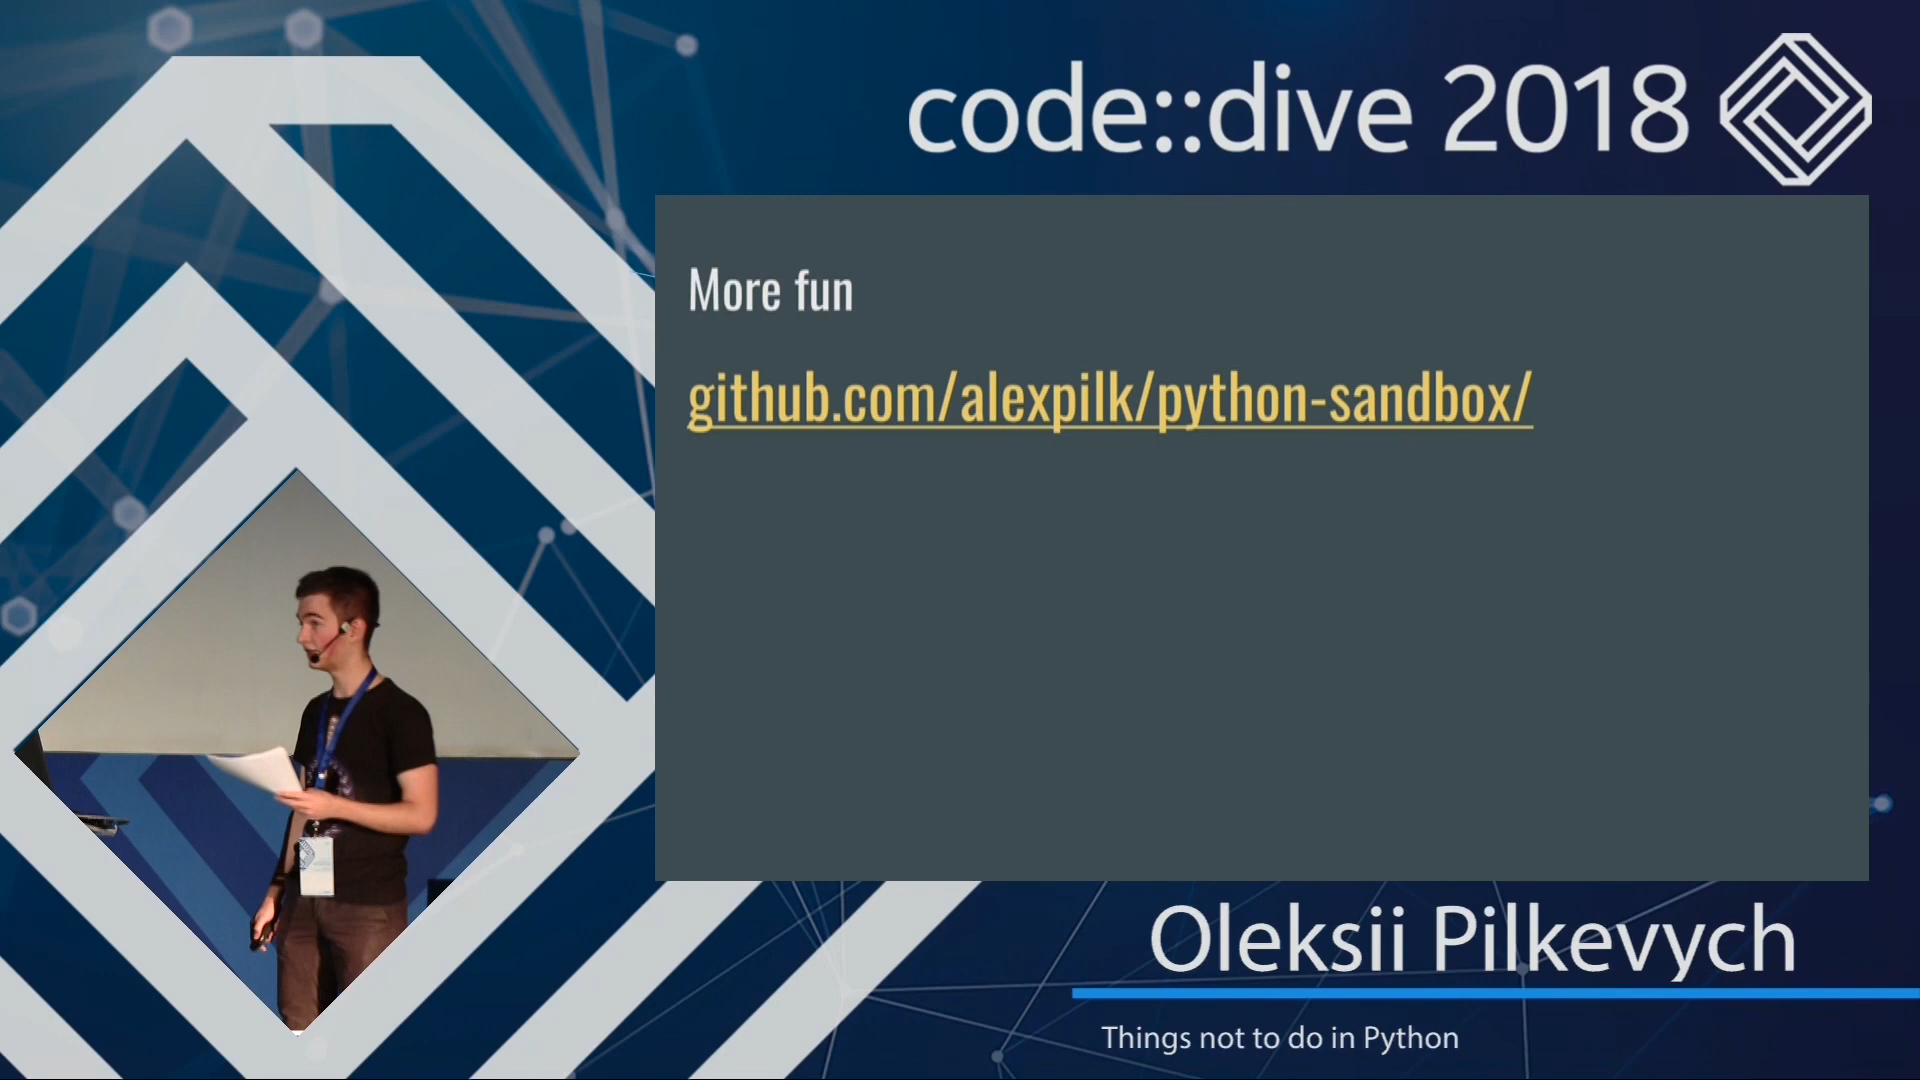 code::dive 2018
More fun
github.com/alexpilk/python-sandbox/
Oleksii Pilkevych
Things not to do in Python